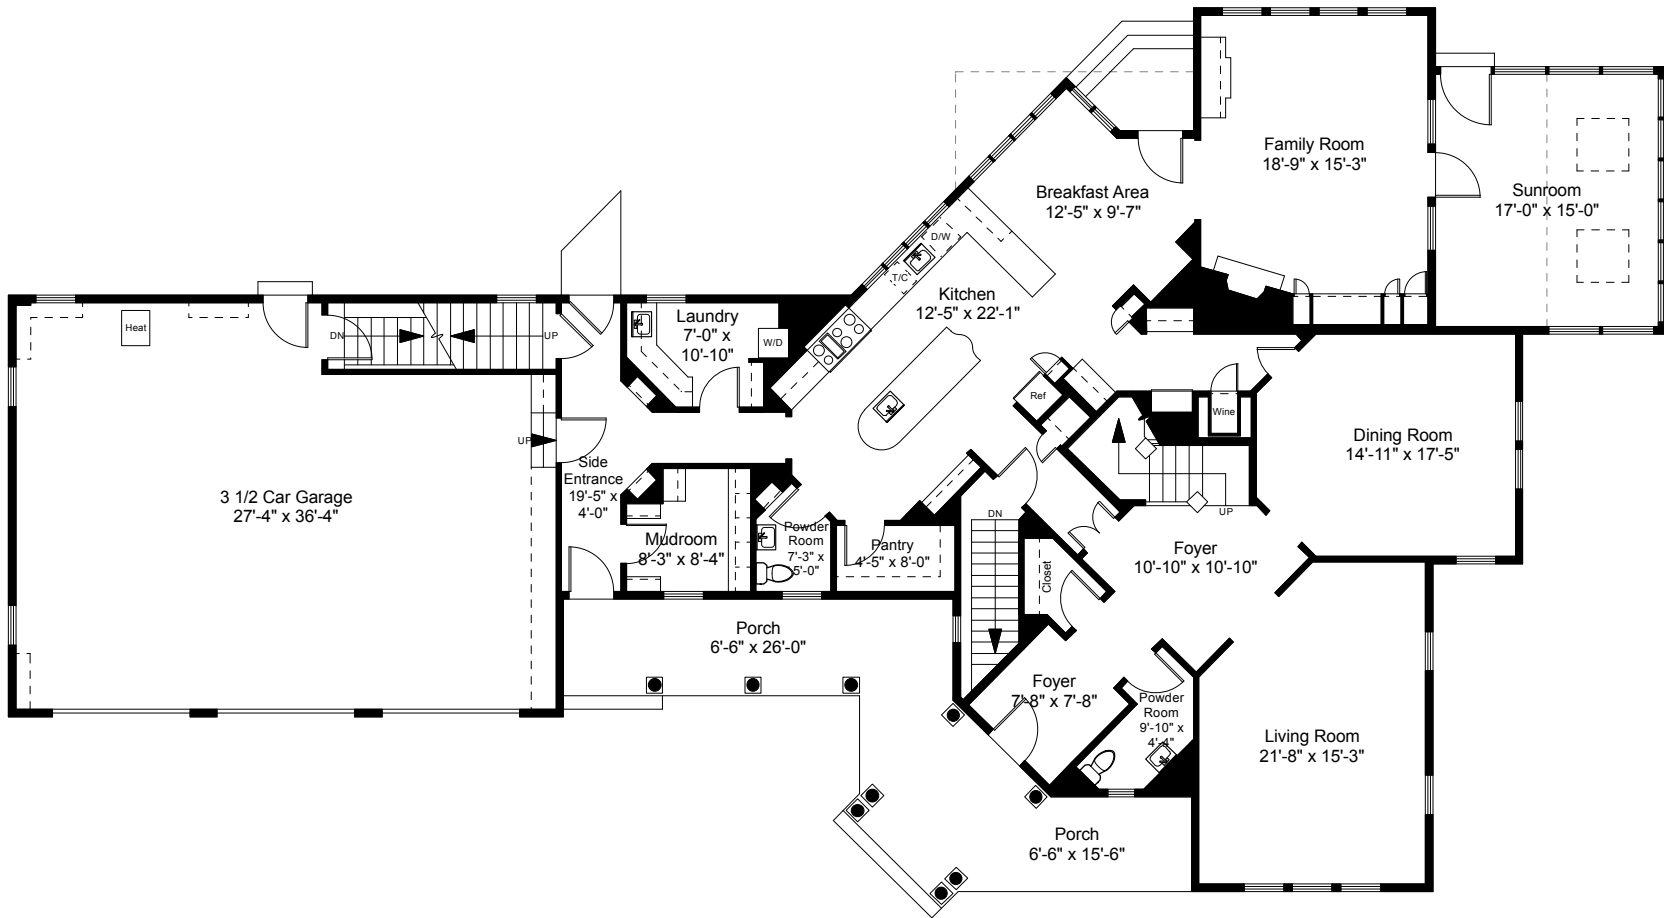 Family Room
18'-9" x 15'-3"
Breakfast Area
12'-5" x 9'-7"
Sunroom
17'-0" x 15'-0"
D/W
T/C
Kitchen
12'-5" x 22'-1"
Heat
DN
UP
Laundry
7'-0" x
10'-10"
W/D
Ref
Wine
Dining Room
14'-11" x 17'-5"
UP
Side
Entrance
19'-5" x
4'-0"
3 1/2 Car Garage
27'-4" x 36'-4"
Mudroom
8'-3" x 8'-4"
Powder
Room
7'-3" x
5'-0"
Pantry
4'-5" x 8'-0"
DN
UP
Foyer
10'-10" x 10'-10"
Closet
Porch
6'-6" x 26'-0"
Foyer
7'-8" x 7'-8"
Powder
Room
9'-10" x
4'-4"
Living Room
21'-8" x 15'-3"
Porch
6'-6" x 15'-6"